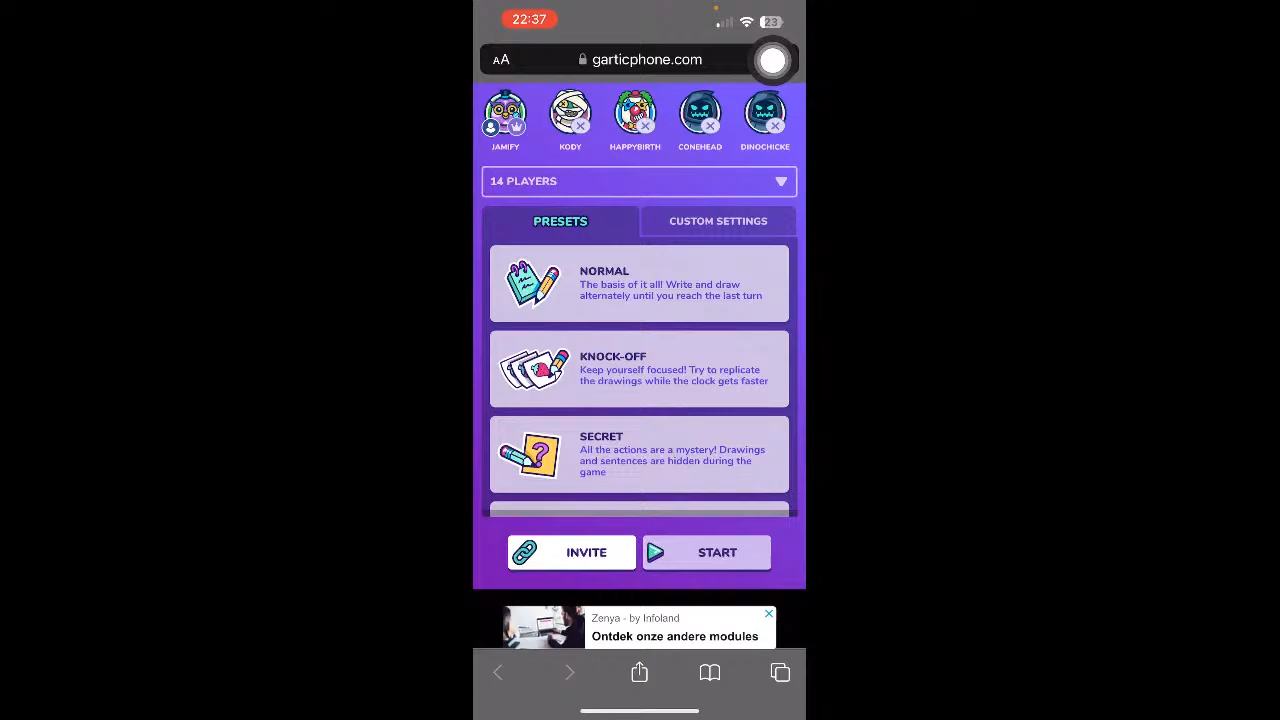 22:37
23
AA
garticphone.com
JAMIFY KODY HAPPYBIRTH CONEHEAD DINOCHICKE
14 PLAYERS
PRESETS CUSTOM SETTINGS
NORMAL
The basis of it all! Write and draw
alternately until you reach the last turn
KNOCK-OFF
Keep yourself focused! Try to replicate
the drawings while the clock gets faster
SECRET
All the actions are a mystery! Drawings
and sentences are hidden during the
game
INVITE START
Zenya - by Infoland
Ontdek onze andere modules